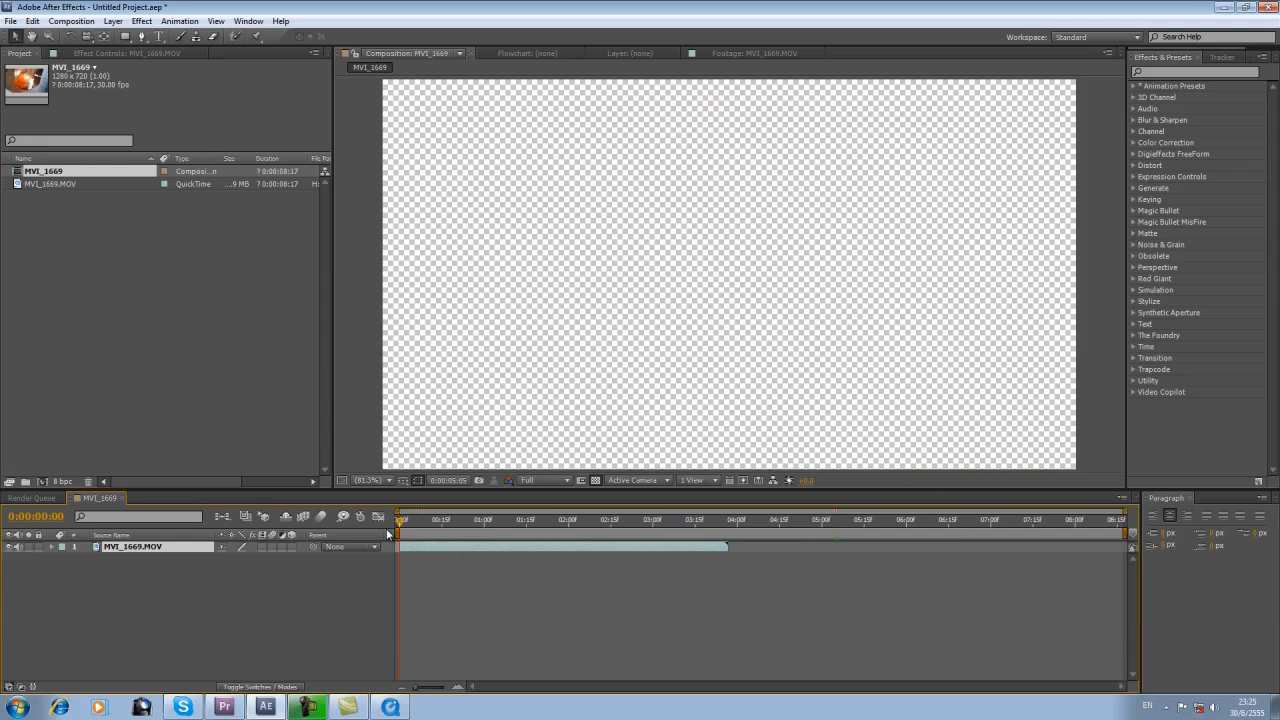 Adobe After Effects - Untitled Project.aep *
File Edit Composition Layer Effect Animation View Window Help
Workspace: Standard Search Help
Project Effect Controls: MVI_1669.MOV
Composition: MVI_1669 Flowchart: (none) Layer: (none) Footage: MVI_1669.MOV
Effects & Presets Tracker
MVI_1669
MVI_1669
1280 x 720 (1.00)
? 0:00:08:17, 30.00 fps
Name Type Size Duration File Pa
MVI_1669 Composi...n ? 0:00:08:17
MVI_1669.MOV QuickTime ....9 MB ? 0:00:08:17 H:
* Animation Presets
3D Channel
Audio
Blur & Sharpen
Channel
Color Correction
Digieffects FreeForm
Distort
Expression Controls
Generate
Keying
Magic Bullet
Magic Bullet MisFire
Matte
Noise & Grain
Obsolete
Perspective
Red Giant
Simulation
Stylize
Synthetic Aperture
Text
The Foundry
Time
Transition
Trapcode
Utility
Video Copilot
8 bpc
(81.3%) 0:00:05:05 Full Active Camera 1 View +0.0
Render Queue MVI_1669
Paragraph
0:00:00:00
00:15f 01:00f 01:15f 02:00f 02:15f 03:00f 03:15f 04:00f 04:15f 05:00f 05:15f 06:00f 06:15f 07:00f 07:15f 08:00f 08:15f
# Source Name Parent
1 MVI_1669.MOV None
0 px 0 px 0 px
0 px 0 px
Toggle Switches / Modes
EN 23:25
30/6/2555